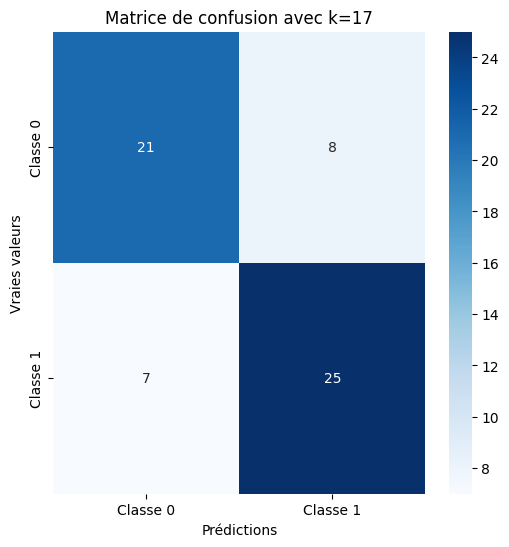 Matrice de confusion avec k=17
Vraies valeurs
Classe 0
Classe 1
21
8
7
25
Classe 0
Classe 1
Prédictions
24
22
20
18
16
14
12
10
8